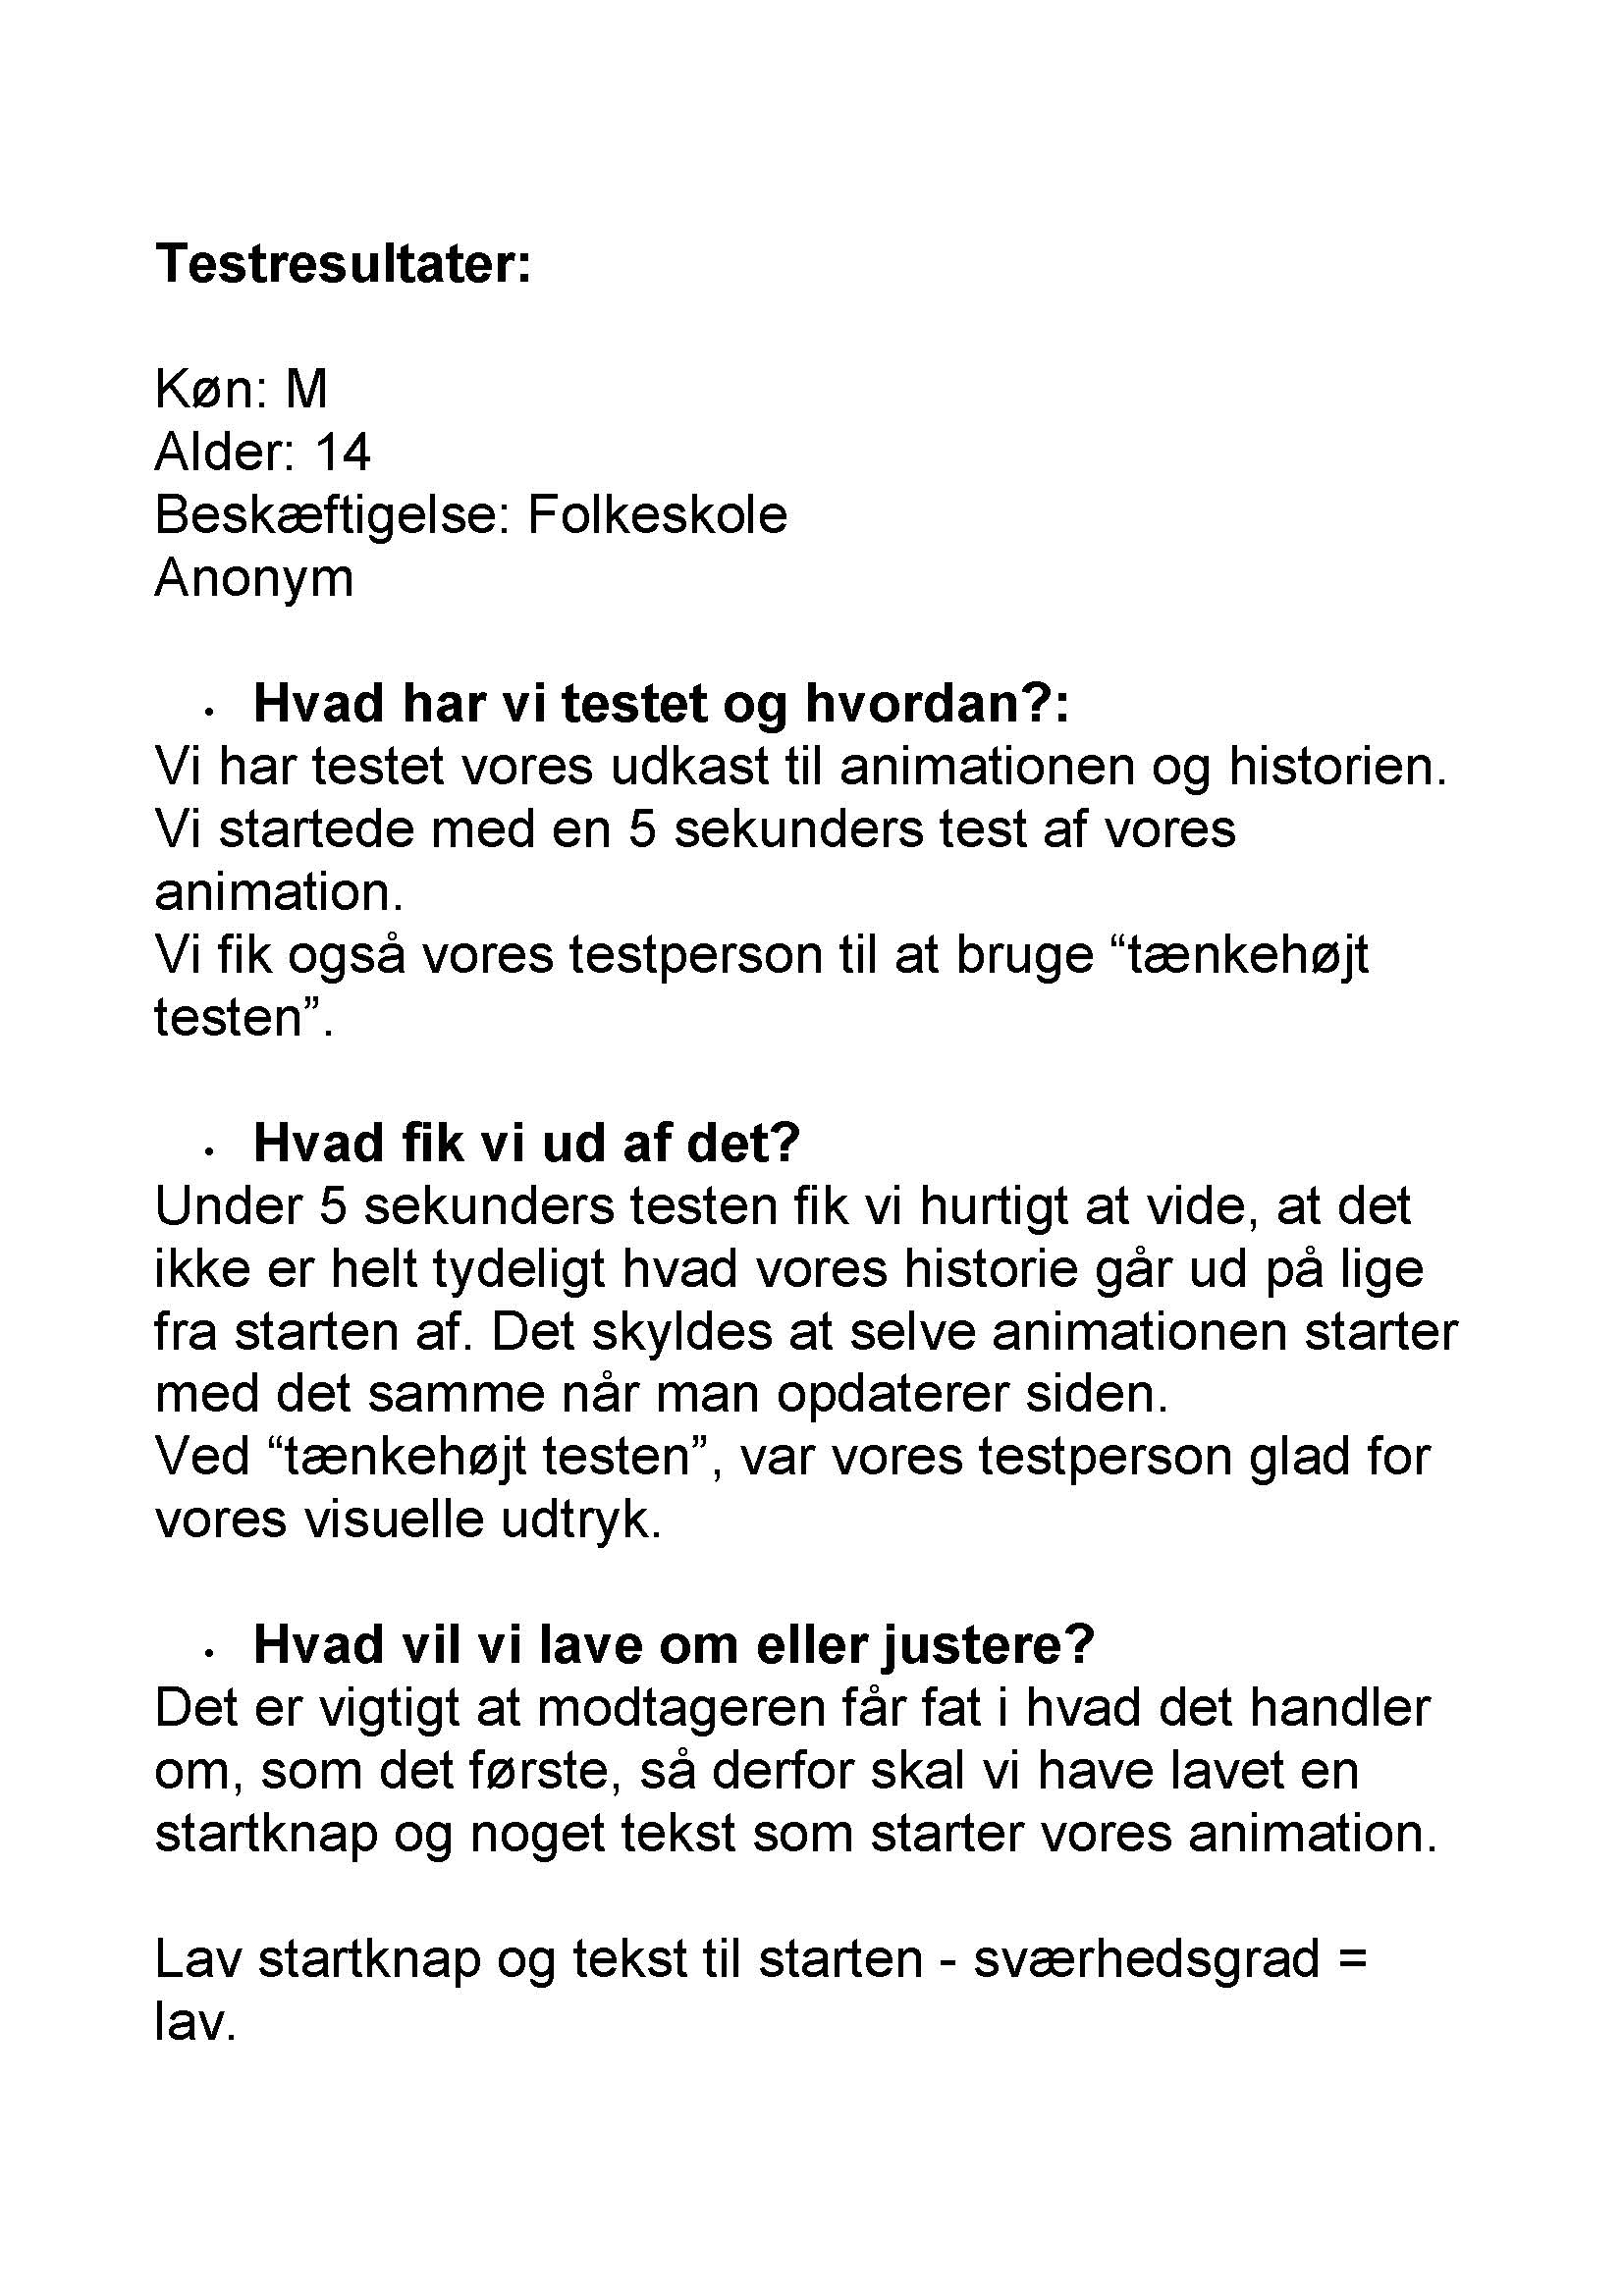 Testresultater:
Køn: M
Alder: 14
Beskæftigelse: Folkeskole
Anonym
• Hvad har vi testet og hvordan?:
Vi har testet vores udkast til animationen og historien.
Vi startede med en 5 sekunders test af vores
animation.
Vi fik også vores testperson til at bruge “tænkehøjt
testen”.
• Hvad fik vi ud af det?
Under 5 sekunders testen fik vi hurtigt at vide, at det
ikke er helt tydeligt hvad vores historie går ud på lige
fra starten af. Det skyldes at selve animationen starter
med det samme når man opdaterer siden.
Ved “tænkehøjt testen”, var vores testperson glad for
vores visuelle udtryk.
• Hvad vil vi lave om eller justere?
Det er vigtigt at modtageren får fat i hvad det handler
om, som det første, så derfor skal vi have lavet en
startknap og noget tekst som starter vores animation.
Lav startknap og tekst til starten - sværhedsgrad =
lav.